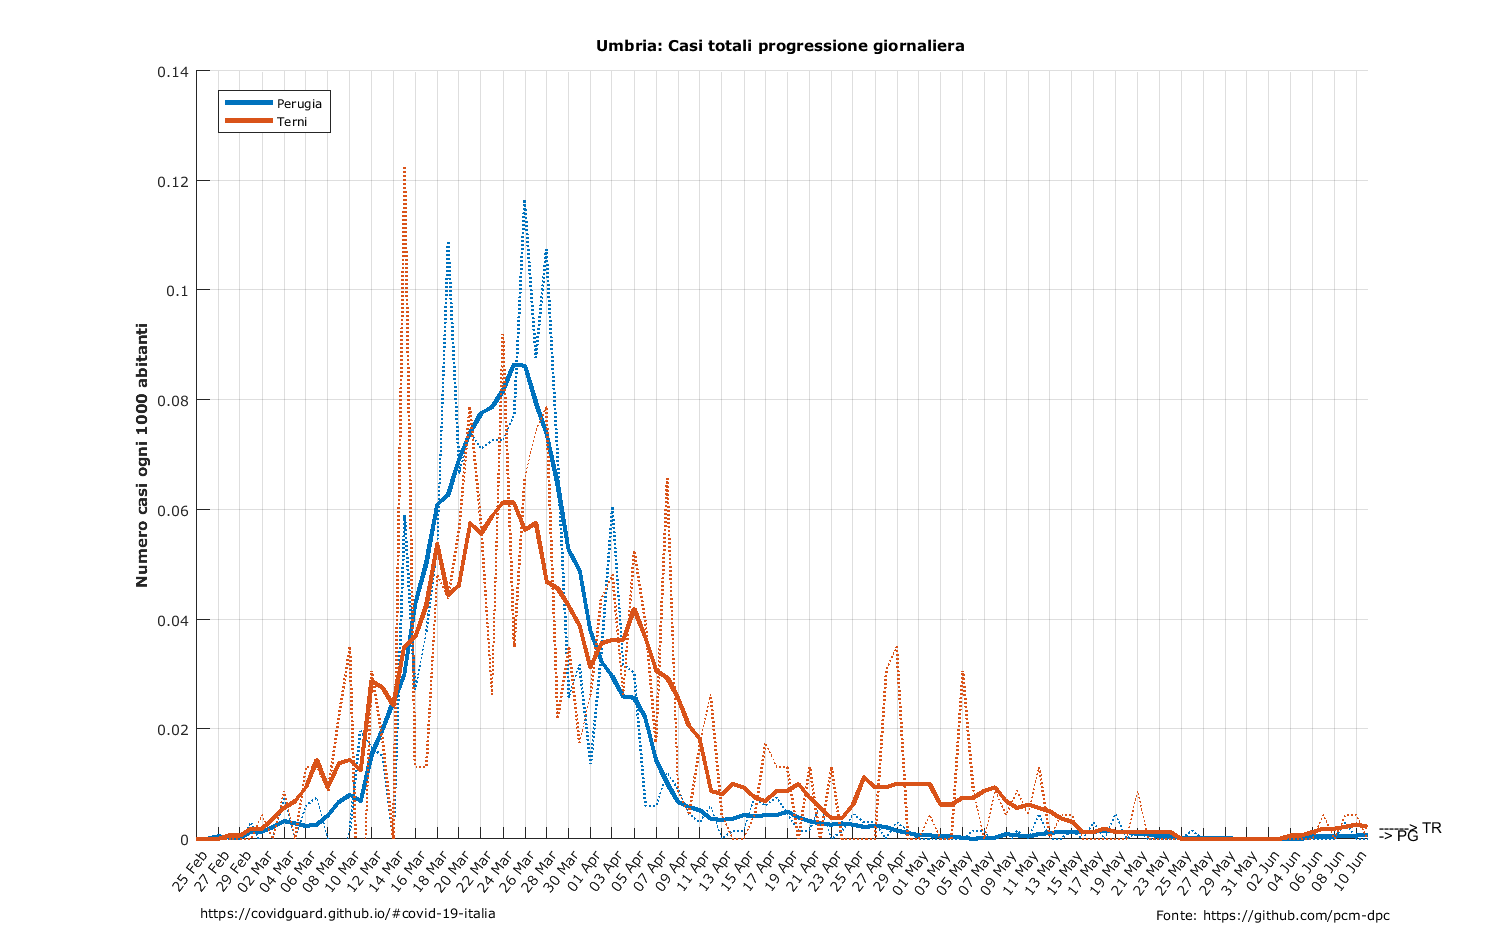 Umbria: Casi totali progressione giornaliera
Perugia
Terni
Numero casi ogni 1000 abitanti
0.14
0.12
0.1
0.08
0.06
0.04
0.02
0
-----> TR
-> PG
25 Feb
27 Feb
29 Feb
02 Mar
04 Mar
06 Mar
08 Mar
10 Mar
12 Mar
14 Mar
16 Mar
18 Mar
20 Mar
22 Mar
24 Mar
26 Mar
28 Mar
30 Mar
01 Apr
03 Apr
05 Apr
07 Apr
09 Apr
11 Apr
13 Apr
15 Apr
17 Apr
19 Apr
21 Apr
23 Apr
25 Apr
27 Apr
29 Apr
01 May
03 May
05 May
07 May
09 May
11 May
13 May
15 May
17 May
19 May
21 May
23 May
25 May
27 May
29 May
31 May
02 Jun
04 Jun
06 Jun
08 Jun
10 Jun
https://covidguard.github.io/#covid-19-italia
Fonte: https://github.com/pcm-dpc